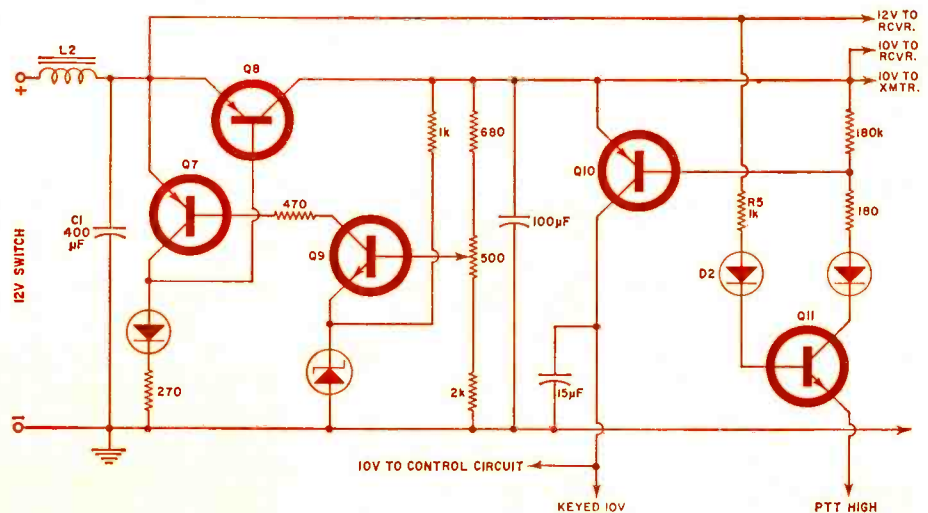 12V TO
RCVR.
L2
10V TO
RCVR.
Q8
+
10V TO
XMTR.
1k
680
180k
Q7
Q10
470
R5
1k
180
C1
400
µF
Q9
500
100µF
D2
12V SWITCH
Q11
270
2k
15µF
−
10V TO CONTROL CIRCUIT
KEYED 10V
PTT HIGH